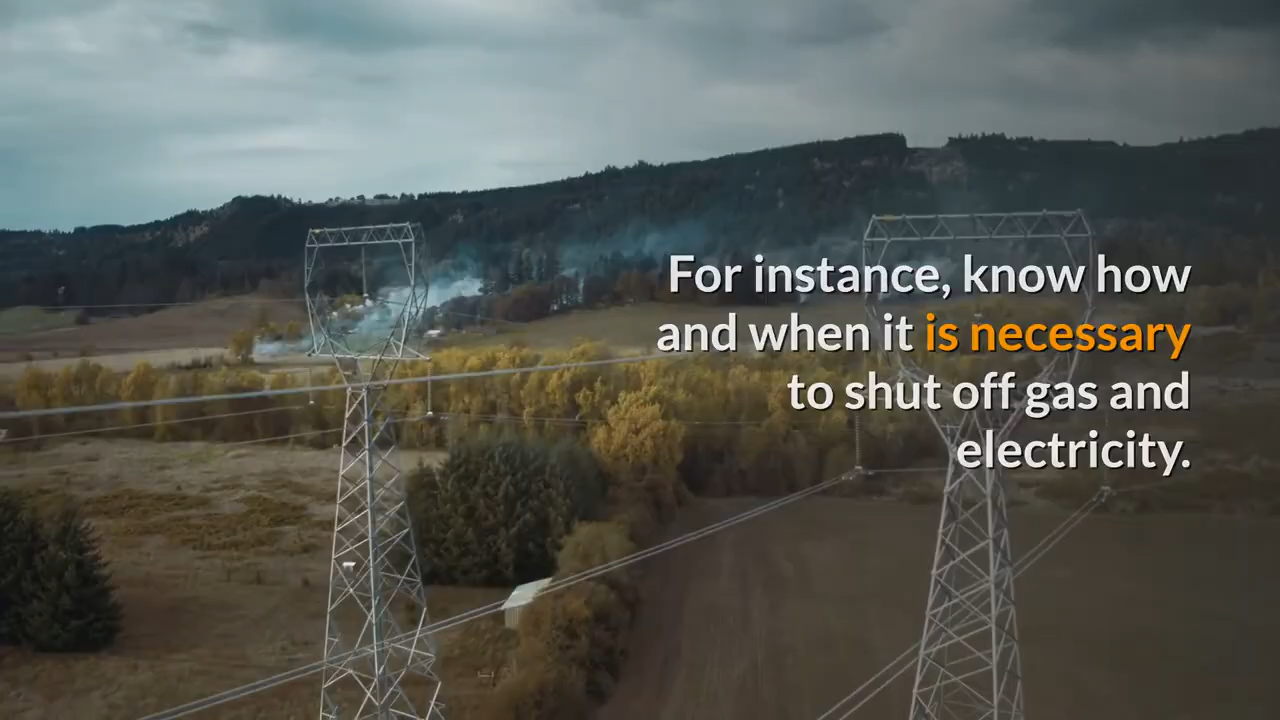 For instance, know how
and when it is necessary
to shut off gas and
electricity.